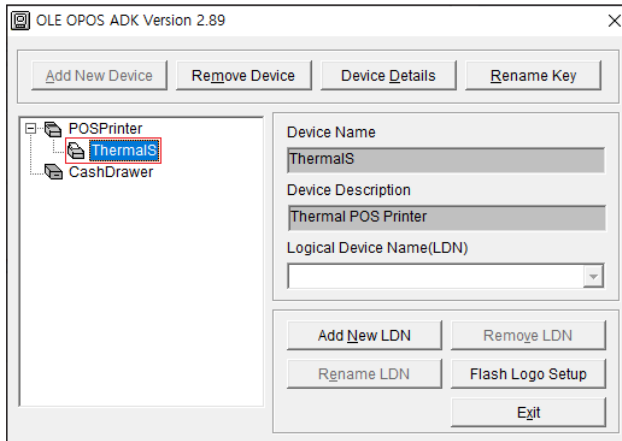 OLE OPOS ADK Version 2.89
Add New Device Remove Device Device Details Rename Key
POSPrinter
ThermalS
CashDrawer
Device Name
ThermalS
Device Description
Thermal POS Printer
Logical Device Name(LDN)
Add New LDN Remove LDN
Rename LDN Flash Logo Setup
Exit